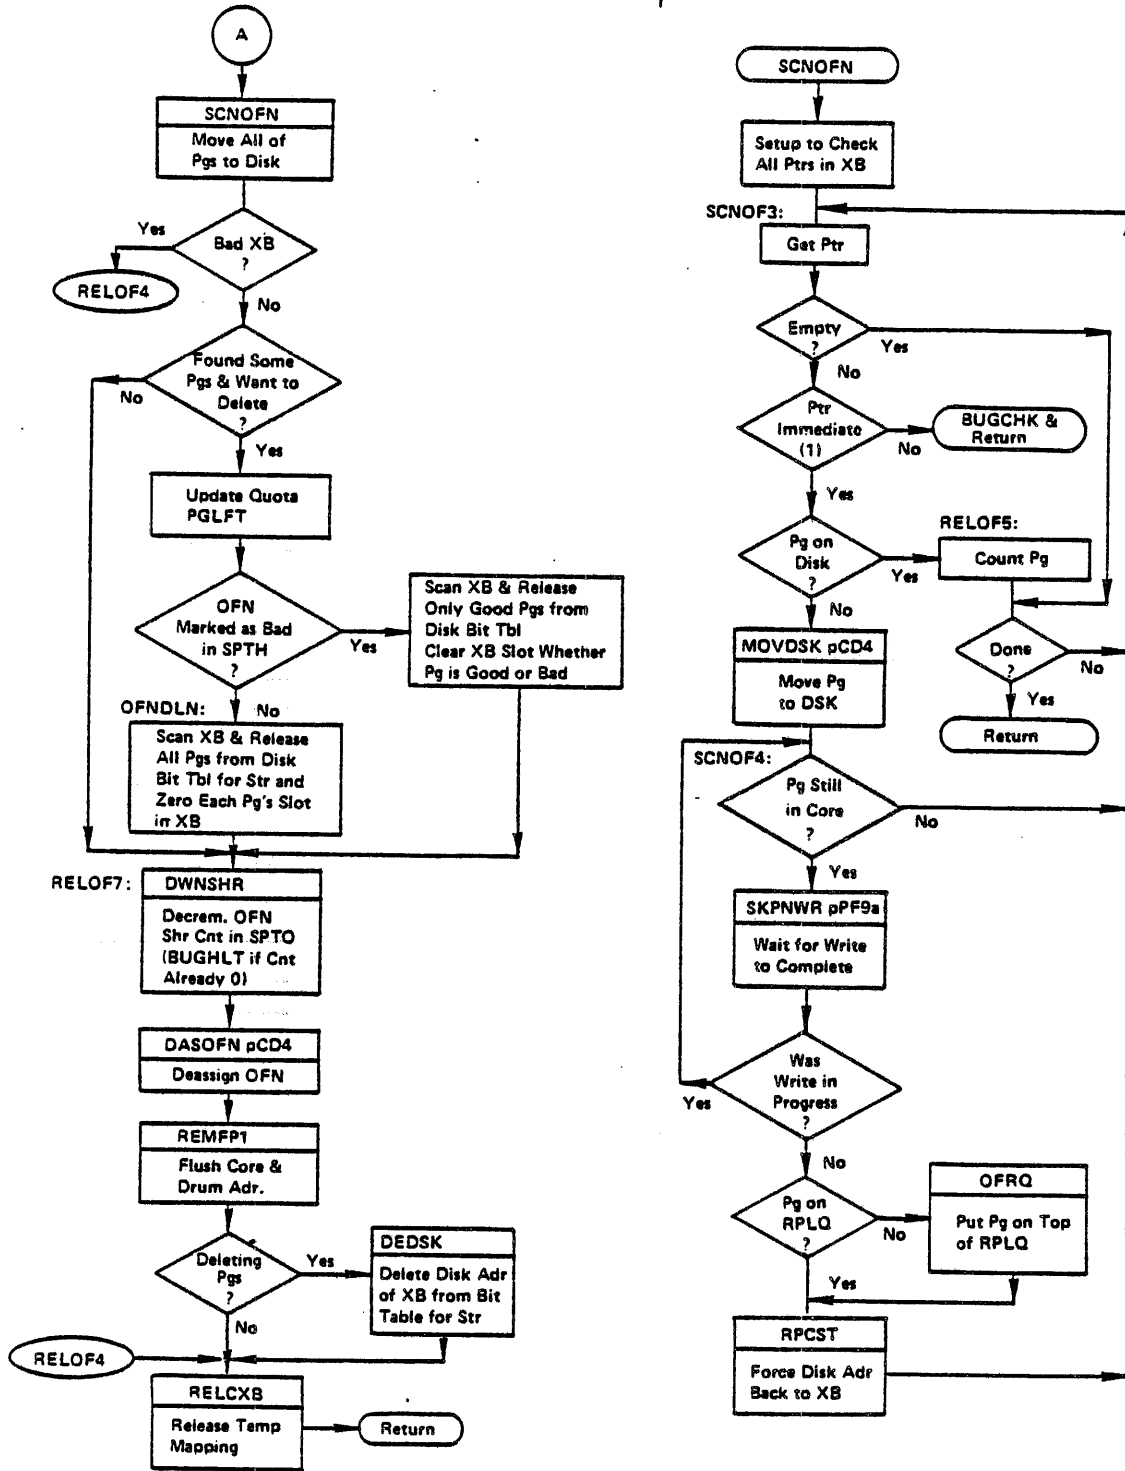 A
SCNOFN
Move All of
Pgs to Disk
Yes
Bad XB
?
RELOF4
No
Found Some
Pgs & Want to
Delete
?
No
Yes
Update Quota
PGLFT
OFN
Marked as Bad
in SPTH
?
Yes
Scan XB & Release
Only Good Pgs from
Disk Bit Tbl
Clear XB Slot Whether
Pg is Good or Bad
OFNDLN:
No
Scan XB & Release
All Pgs from Disk
Bit Tbl for Str and
Zero Each Pg's Slot
in XB
RELOF7:
DWNSHR
Decrem. OFN
Shr Cnt in SPTO
(BUGHLT if Cnt
Already 0)
DASOFN pCD4
Deassign OFN
REMFP1
Flush Core &
Drum Adr.
Deleting
Pgs
?
Yes
DEDSK
Delete Disk Adr
of XB from Bit
Table for Str
No
RELOF4
RELCXB
Release Temp
Mapping
Return
SCNOFN
Setup to Check
All Ptrs in XB
SCNOF3:
Get Ptr
Empty
?
Yes
No
Ptr
Immediate
(1)
No
BUGCHK &
Return
Yes
Pg on
Disk
?
Yes
RELOF5:
Count Pg
No
Done
?
No
Yes
Return
MOVDSK pCD4
Move Pg
to DSK
SCNOF4:
Pg Still
in Core
?
No
Yes
SKPNWR pPF9a
Wait for Write
to Complete
Was
Write in
Progress
?
Yes
No
Pg on
RPLQ
?
No
OFRQ
Put Pg on Top
of RPLQ
Yes
RPCST
Force Disk Adr
Back to XB